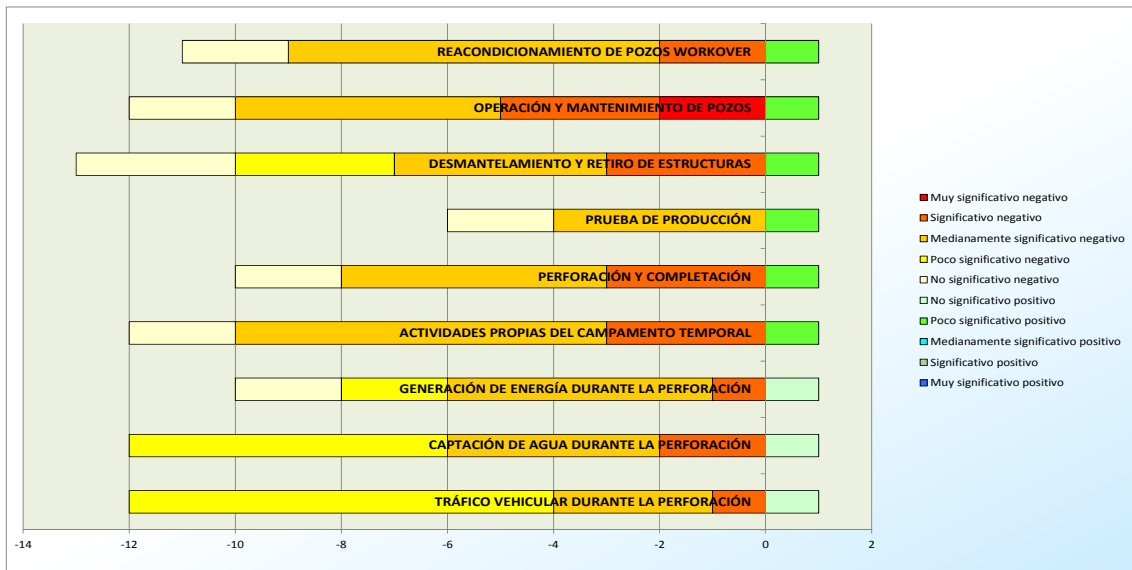 REACONDICIONAMIENTO DE POZOS WORKOVER
OPERACIÓN Y MANTENIMIENTO DE POZOS
DESMANTELAMIENTO Y RETIRO DE ESTRUCTURAS
PRUEBA DE PRODUCCIÓN
PERFORACIÓN Y COMPLETACIÓN
ACTIVIDADES PROPIAS DEL CAMPAMENTO TEMPORAL
GENERACIÓN DE ENERGÍA DURANTE LA PERFORACIÓN
CAPTACIÓN DE AGUA DURANTE LA PERFORACIÓN
TRÁFICO VEHICULAR DURANTE LA PERFORACIÓN
-14 -12 -10 -8 -6 -4 -2 0 2
Muy significativo negativo
Significativo negativo
Medianamente significativo negativo
Poco significativo negativo
No significativo negativo
No significativo positivo
Poco significativo positivo
Medianamente significativo positivo
Significativo positivo
Muy significativo positivo